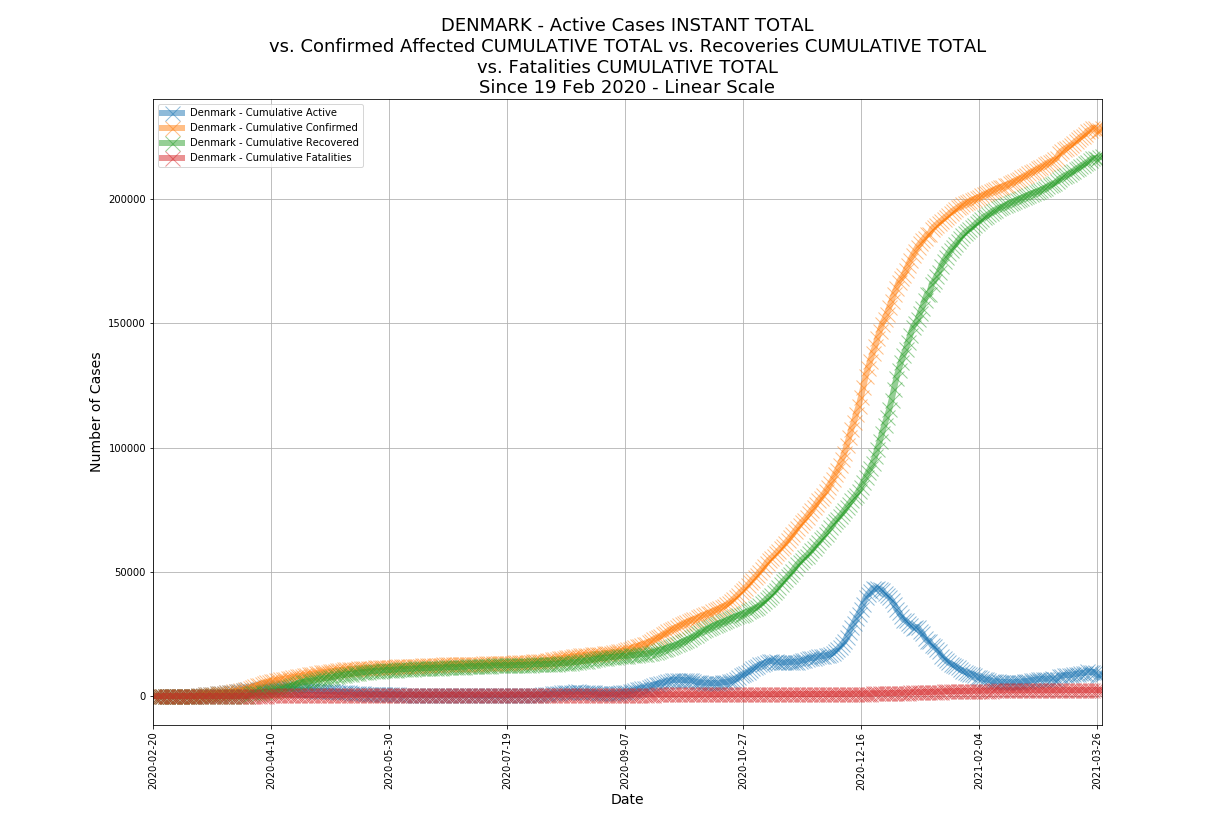 DENMARK - Active Cases INSTANT TOTAL
vs. Confirmed Affected CUMULATIVE TOTAL vs. Recoveries CUMULATIVE TOTAL
vs. Fatalities CUMULATIVE TOTAL
Since 19 Feb 2020 - Linear Scale
Denmark - Cumulative Active
Denmark - Cumulative Confirmed
Denmark - Cumulative Recovered
Denmark - Cumulative Fatalities
Number of Cases
200000
150000
100000
50000
0
2020-02-20
2020-04-10
2020-05-30
2020-07-19
2020-09-07
2020-10-27
2020-12-16
2021-02-04
2021-03-26
Date